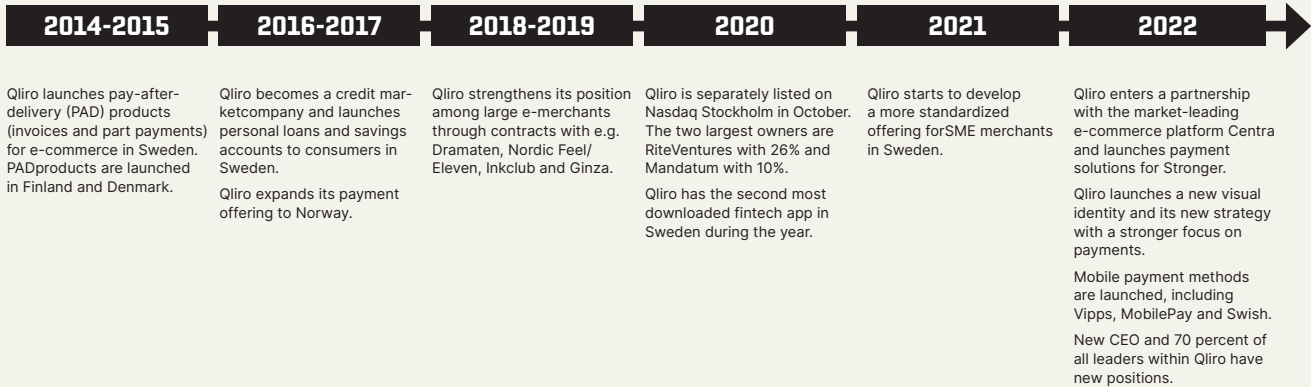 2014-2015
2016-2017
2018-2019
2020
2021
2022
Qliro launches pay-after-
delivery (PAD) products
(invoices and part payments)
for e-commerce in Sweden.
PADproducts are launched
in Finland and Denmark.
Qliro becomes a credit mar-
ketcompany and launches
personal loans and savings
accounts to consumers in
Sweden.
Qliro expands its payment
offering to Norway.
Qliro strengthens its position
among large e-merchants
through contracts with e.g.
Dramaten, Nordic Feel/
Eleven, Inkclub and Ginza.
Qliro is separately listed on
Nasdaq Stockholm in October.
The two largest owners are
RiteVentures with 26% and
Mandatum with 10%.
Qliro has the second most
downloaded fintech app in
Sweden during the year.
Qliro starts to develop
a more standardized
offering forSME merchants
in Sweden.
Qliro enters a partnership
with the market-leading
e-commerce platform Centra
and launches payment
solutions for Stronger.
Qliro launches a new visual
identity and its new strategy
with a stronger focus on
payments.
Mobile payment methods
are launched, including
Vipps, MobilePay and Swish.
New CEO and 70 percent of
all leaders within Qliro have
new positions.